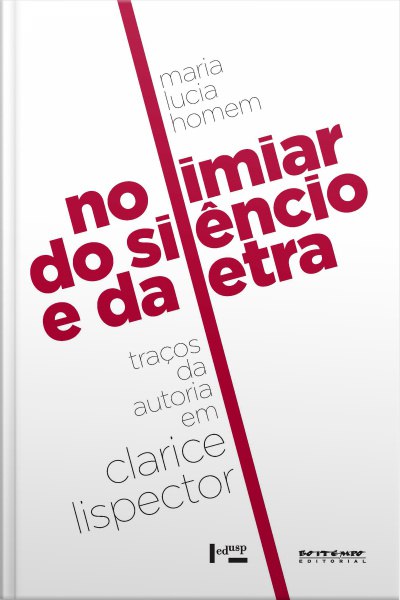 maria
lucia
homem
no limiar
do silêncio
e da letra
traços
da
autoria
em
clarice
lispector
edusp
BOITEMPO
EDITORIAL